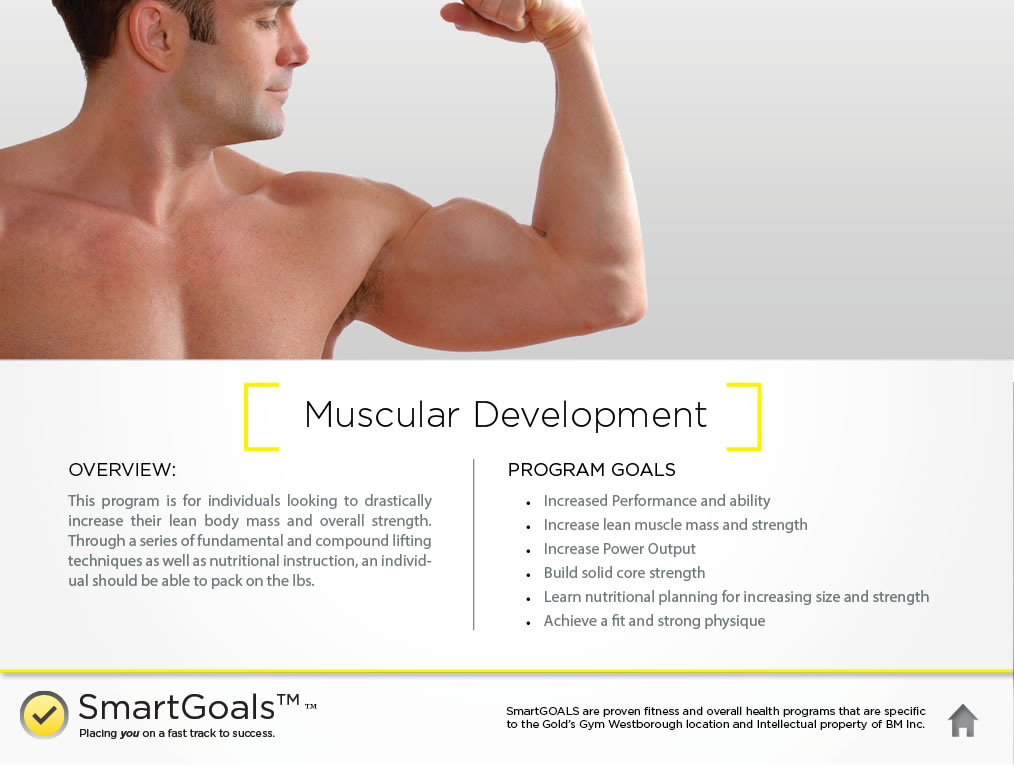 Muscular Development
OVERVIEW:
This program is for individuals looking to drastically
increase their lean body mass and overall strength.
Through a series of fundamental and compound lifting
techniques as well as nutritional instruction, an individ-
ual should be able to pack on the lbs.
PROGRAM GOALS
• Increased Performance and ability
• Increase lean muscle mass and strength
• Increase Power Output
• Build solid core strength
• Learn nutritional planning for increasing size and strength
• Achieve a fit and strong physique
SmartGoals™ ™
Placing you on a fast track to success.
SmartGOALS are proven fitness and overall health programs that are specific
to the Gold's Gym Westborough location and Intellectual property of BM Inc.